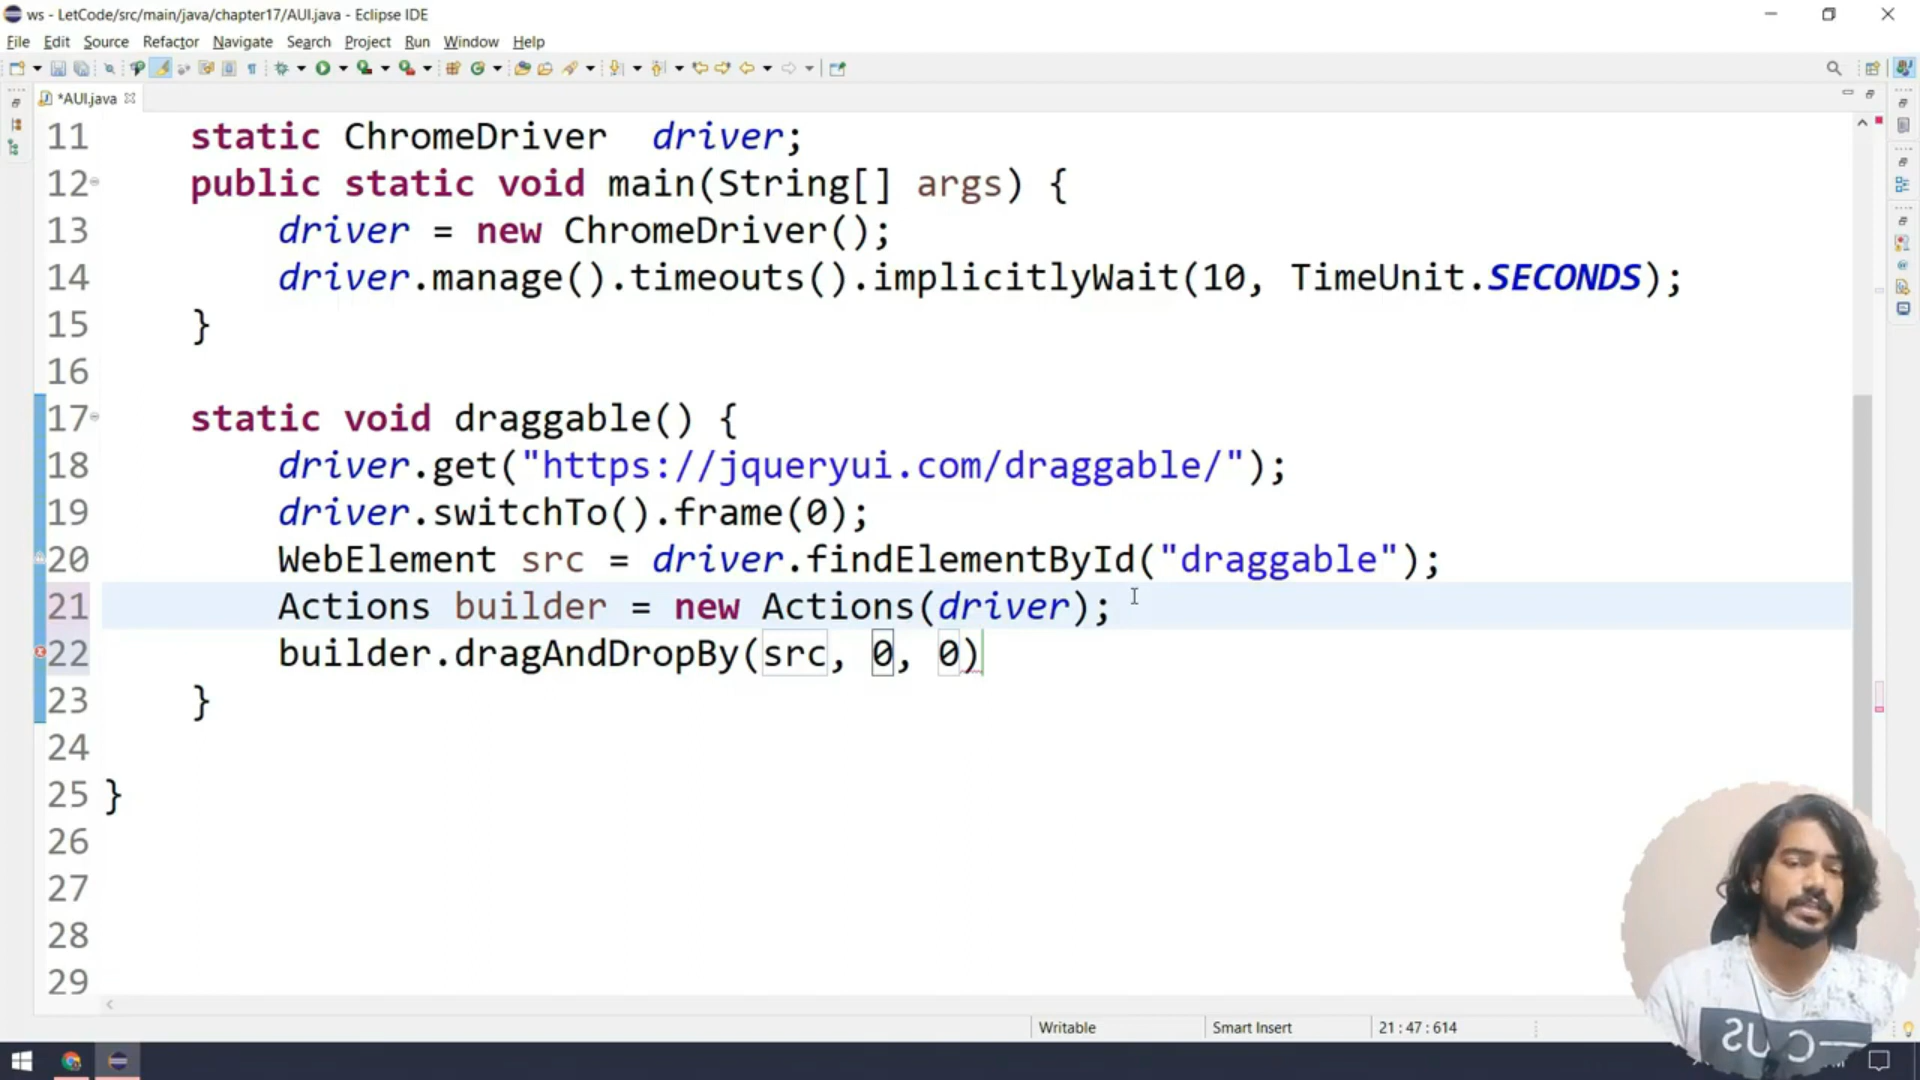 ws - LetCode/src/main/java/chapter17/AUI.java - Eclipse IDE
File Edit Source Refactor Navigate Search Project Run Window Help
*AUI.java
11 static ChromeDriver driver;
12 public static void main(String[] args) {
13 driver = new ChromeDriver();
14 driver.manage().timeouts().implicitlyWait(10, TimeUnit.SECONDS);
15 }
16
17 static void draggable() {
18 driver.get("https://jqueryui.com/draggable/");
19 driver.switchTo().frame(0);
20 WebElement src = driver.findElementById("draggable");
21 Actions builder = new Actions(driver);
22 builder.dragAndDropBy(src, 0, 0)
23 }
24
25 }
26
27
28
29
Writable Smart Insert 21 : 47 : 614